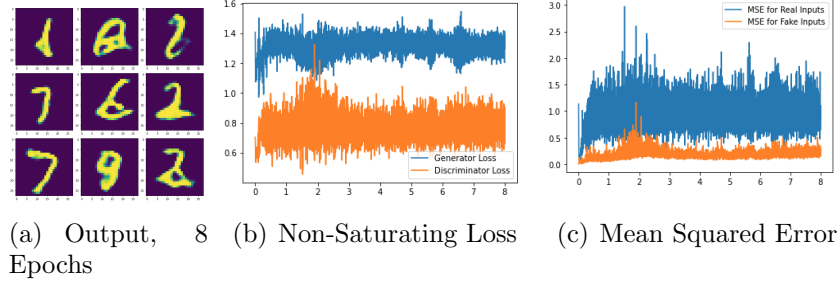 1.6
1.4
1.2
1.0
0.8
0.6
0 1 2 3 4 5 6 7 8
Generator Loss
Discriminator Loss
3.0
2.5
2.0
1.5
1.0
0.5
0.0
0 1 2 3 4 5 6 7 8
MSE for Real Inputs
MSE for Fake Inputs
(a) Output, 8
Epochs
(b) Non-Saturating Loss
(c) Mean Squared Error